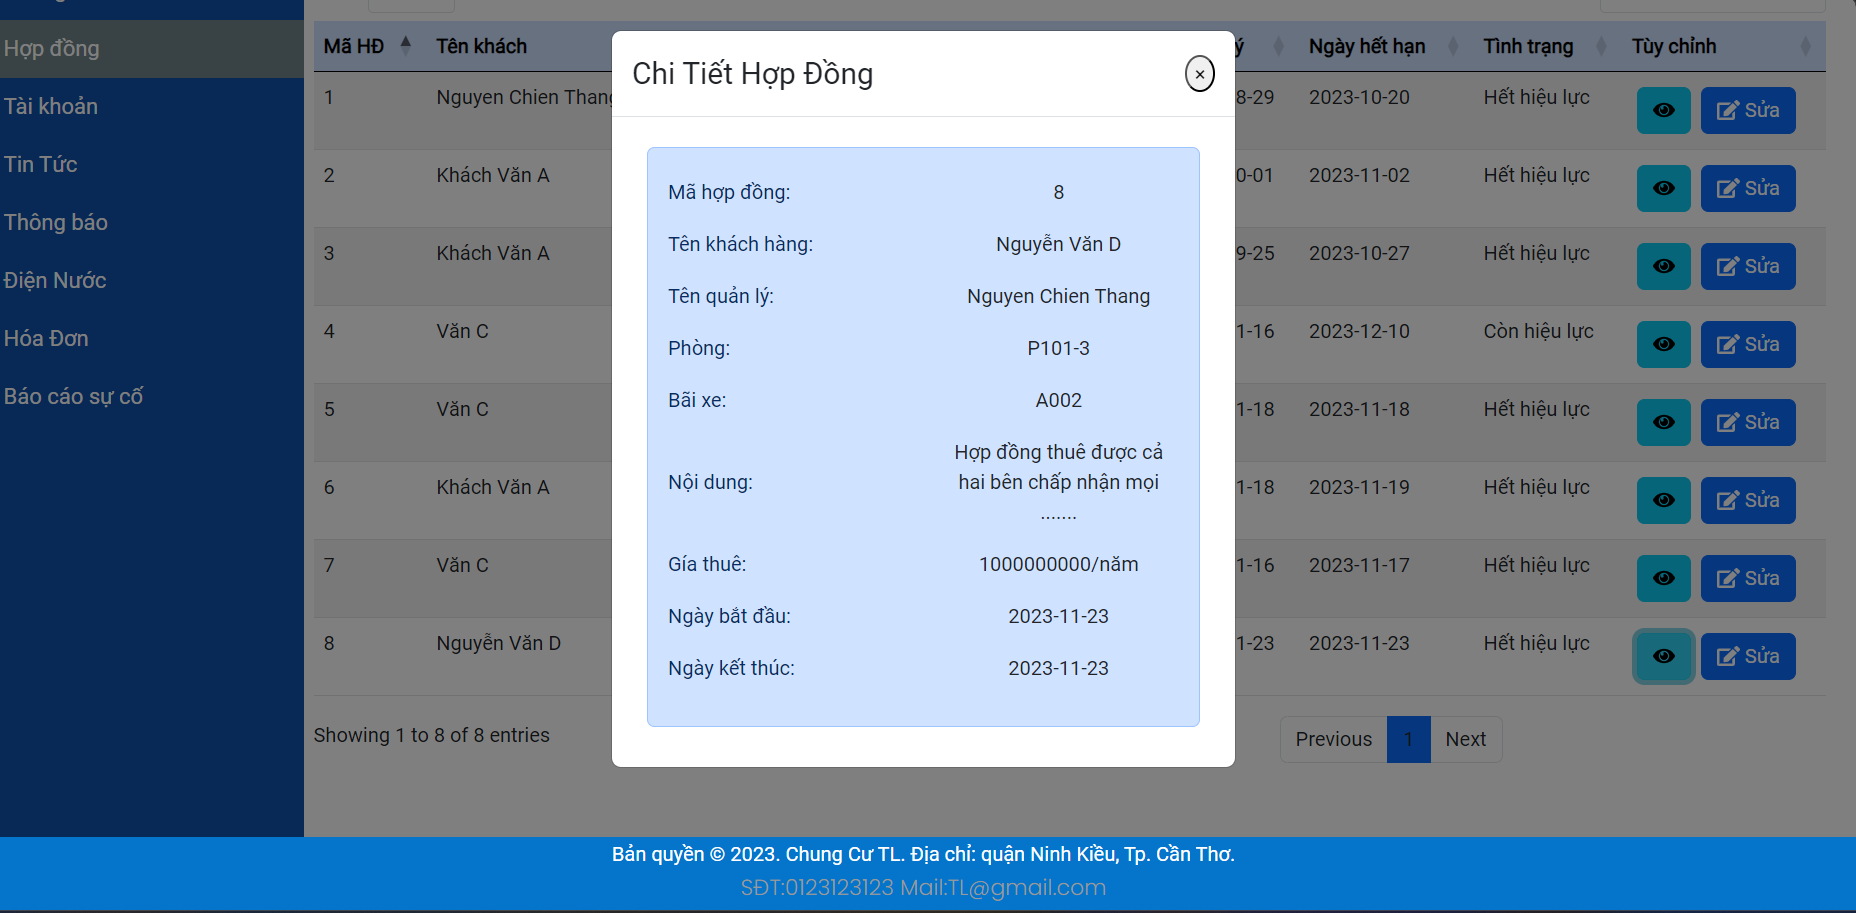 Hợp đồng
Tài khoản
Tin Tức
Thông báo
Điện Nước
Hóa Đơn
Báo cáo sự cố
Mã HĐ Tên khách ý Ngày hết hạn Tình trạng Tùy chỉnh
1 Nguyen Chien Thang 8-29 2023-10-20 Hết hiệu lực Sửa
2 Khách Văn A 0-01 2023-11-02 Hết hiệu lực Sửa
3 Khách Văn A 9-25 2023-10-27 Hết hiệu lực Sửa
4 Văn C 1-16 2023-12-10 Còn hiệu lực Sửa
5 Văn C 1-18 2023-11-18 Hết hiệu lực Sửa
6 Khách Văn A 1-18 2023-11-19 Hết hiệu lực Sửa
7 Văn C 1-16 2023-11-17 Hết hiệu lực Sửa
8 Nguyễn Văn D 1-23 2023-11-23 Hết hiệu lực Sửa
Showing 1 to 8 of 8 entries
Previous 1 Next
Chi Tiết Hợp Đồng ×
Mã hợp đồng: 8
Tên khách hàng: Nguyễn Văn D
Tên quản lý: Nguyen Chien Thang
Phòng: P101-3
Bãi xe: A002
Nội dung: Hợp đồng thuê được cả
hai bên chấp nhận mọi
.......
Gía thuê: 1000000000/năm
Ngày bắt đầu: 2023-11-23
Ngày kết thúc: 2023-11-23
Bản quyền © 2023. Chung Cư TL. Địa chỉ: quận Ninh Kiều, Tp. Cần Thơ.
SĐT:0123123123 Mail:TL@gmail.com